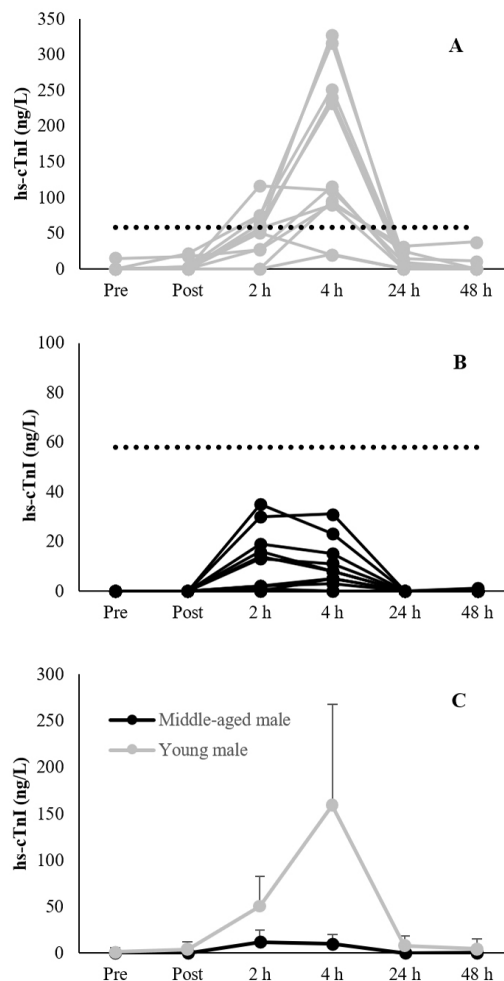 350
A
300
250
200
150
100
50
0
hs-cTnI (ng/L)
Pre Post 2 h 4 h 24 h 48 h
100
B
80
60
40
20
0
hs-cTnI (ng/L)
Pre Post 2 h 4 h 24 h 48 h
300
C
250
200
150
100
50
0
hs-cTnI (ng/L)
Middle-aged male
Young male
Pre Post 2 h 4 h 24 h 48 h